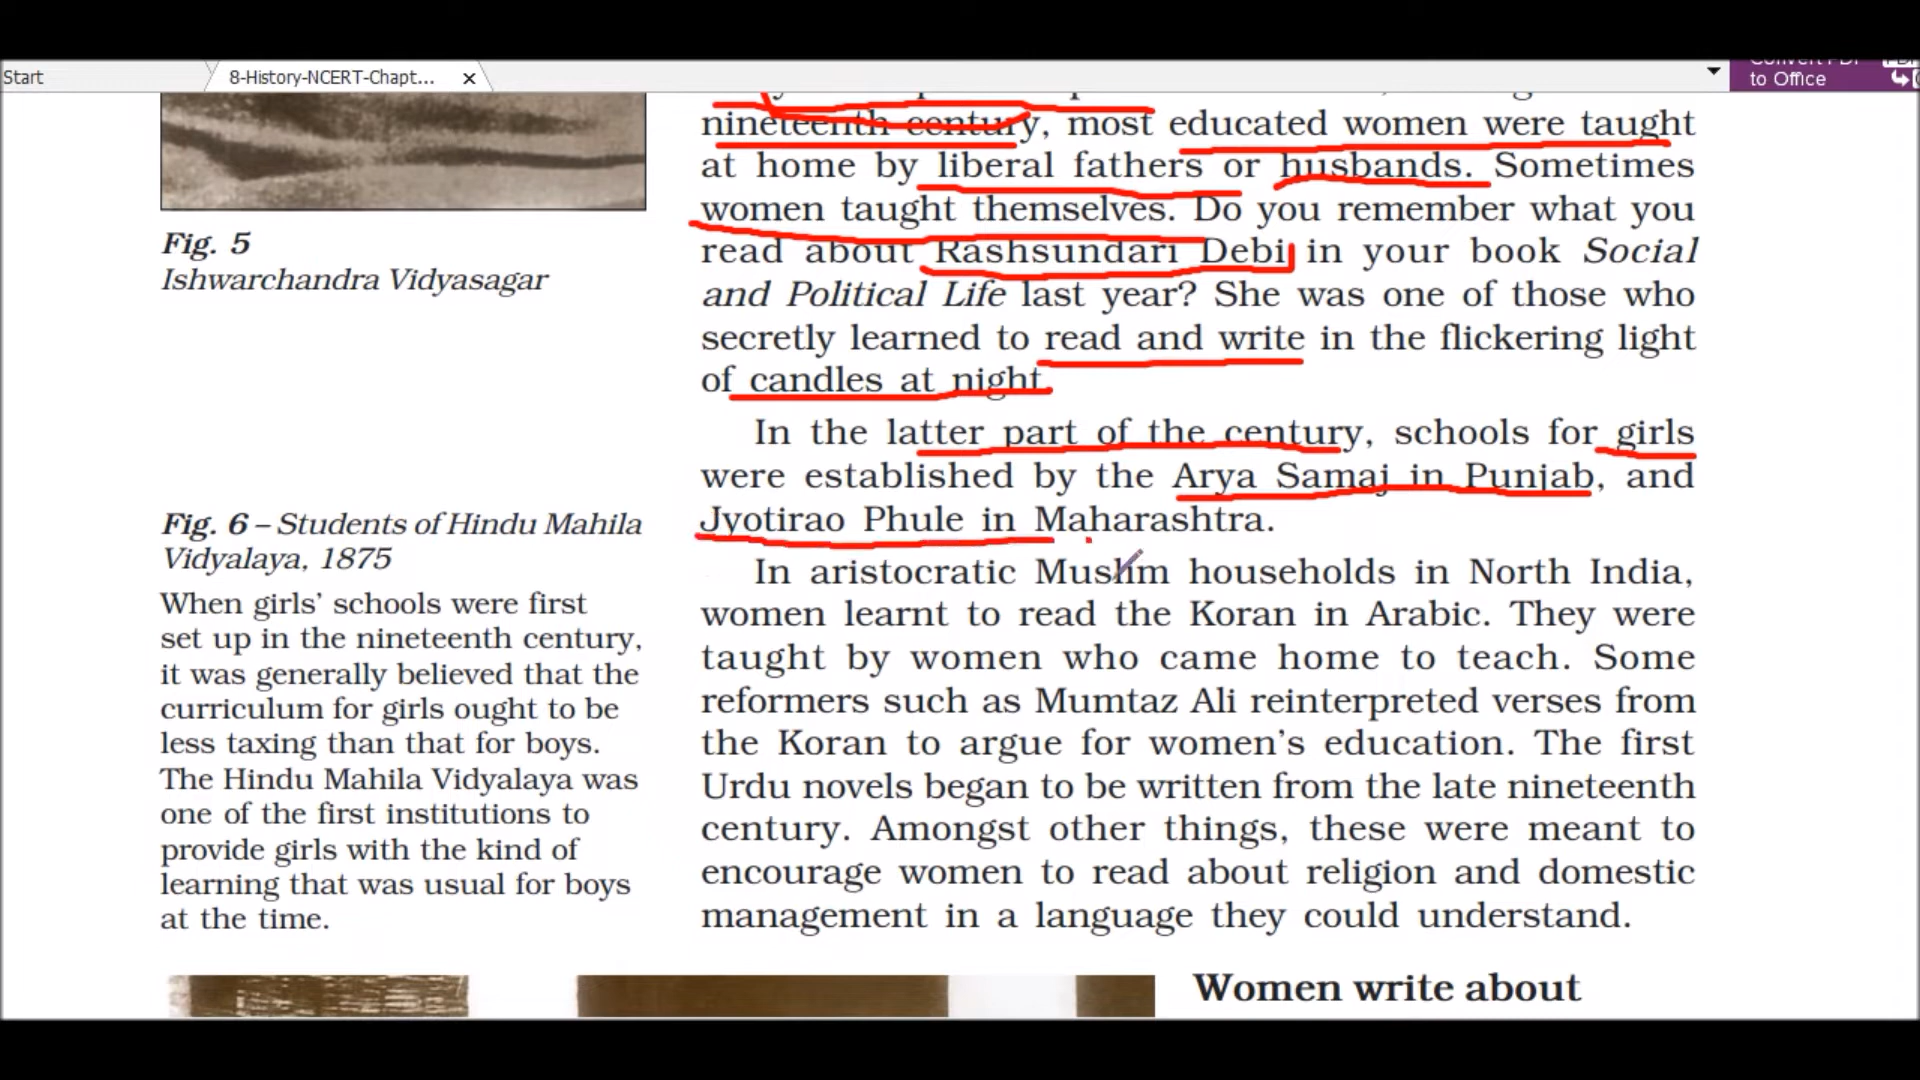 Start
8-History-NCERT-Chapt...
to Office
nineteenth century, most educated women were taught
at home by liberal fathers or husbands. Sometimes
women taught themselves. Do you remember what you
read about Rashsundari Debi in your book Social
and Political Life last year? She was one of those who
secretly learned to read and write in the flickering light
of candles at night.
In the latter part of the century, schools for girls
were established by the Arya Samaj in Punjab, and
Jyotirao Phule in Maharashtra.
In aristocratic Muslim households in North India,
women learnt to read the Koran in Arabic. They were
taught by women who came home to teach. Some
reformers such as Mumtaz Ali reinterpreted verses from
the Koran to argue for women's education. The first
Urdu novels began to be written from the late nineteenth
century. Amongst other things, these were meant to
encourage women to read about religion and domestic
management in a language they could understand.
Fig. 5
Ishwarchandra Vidyasagar
Fig. 6 – Students of Hindu Mahila
Vidyalaya, 1875
When girls' schools were first
set up in the nineteenth century,
it was generally believed that the
curriculum for girls ought to be
less taxing than that for boys.
The Hindu Mahila Vidyalaya was
one of the first institutions to
provide girls with the kind of
learning that was usual for boys
at the time.
Women write about